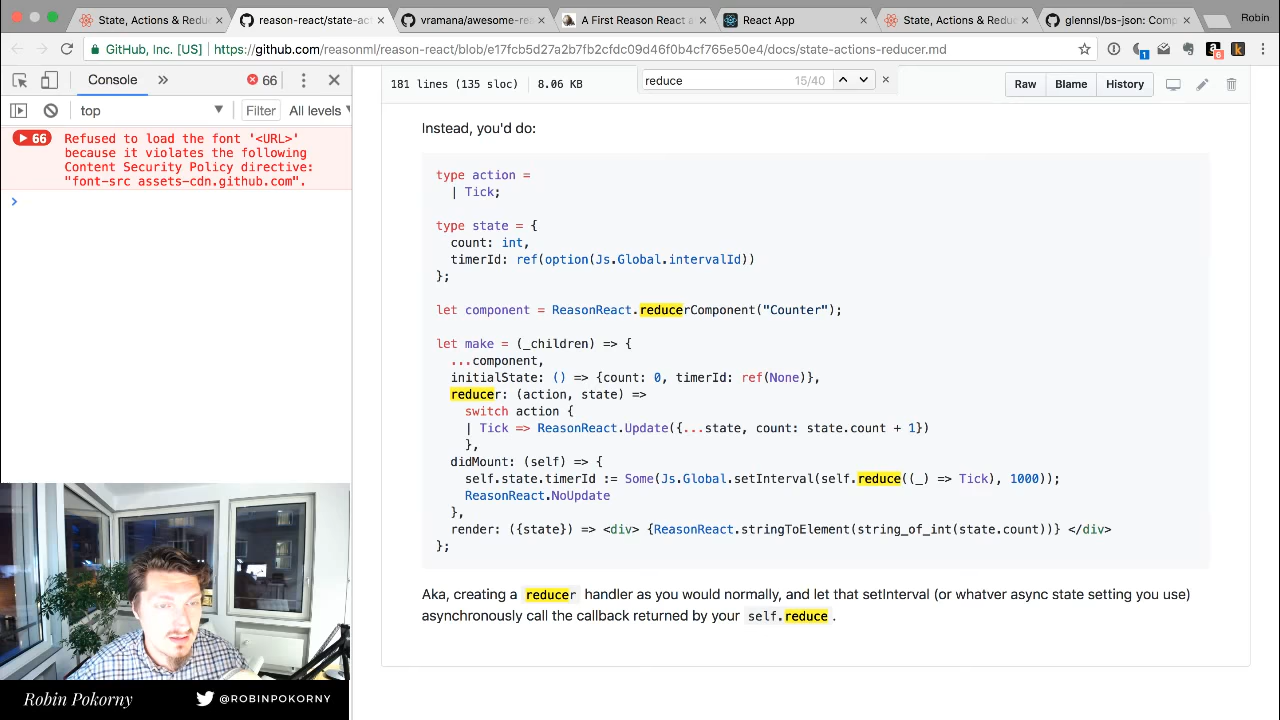 State, Actions & Reduc
reason-react/state-ac
vramana/awesome-rea
A First Reason React a
React App
State, Actions & Reduc
glennsl/bs-json: Comp
Robin
GitHub, Inc. [US]
https://github.com/reasonml/reason-react/blob/e17fcb5d27a2b7fb2cfdc09d46f0b4cf765e50e4/docs/state-actions-reducer.md
Console
66
181 lines (135 sloc)
8.06 KB
reduce
15/40
Raw
Blame
History
top
Filter
All levels
66
Refused to load the font '<URL>'
because it violates the following
Content Security Policy directive:
"font-src assets-cdn.github.com".
Instead, you'd do:
type action =
| Tick;
type state = {
count: int,
timerId: ref(option(Js.Global.intervalId))
};
let component = ReasonReact.reducerComponent("Counter");
let make = (_children) => {
...component,
initialState: () => {count: 0, timerId: ref(None)},
reducer: (action, state) =>
switch action {
| Tick => ReasonReact.Update({...state, count: state.count + 1})
},
didMount: (self) => {
self.state.timerId := Some(Js.Global.setInterval(self.reduce((_) => Tick), 1000));
ReasonReact.NoUpdate
},
render: ({state}) => <div> {ReasonReact.stringToElement(string_of_int(state.count))} </div>
};
Aka, creating a reducer handler as you would normally, and let that setInterval (or whatver async state setting you use)
asynchronously call the callback returned by your self.reduce .
Robin Pokorny
@ROBINPOKORNY